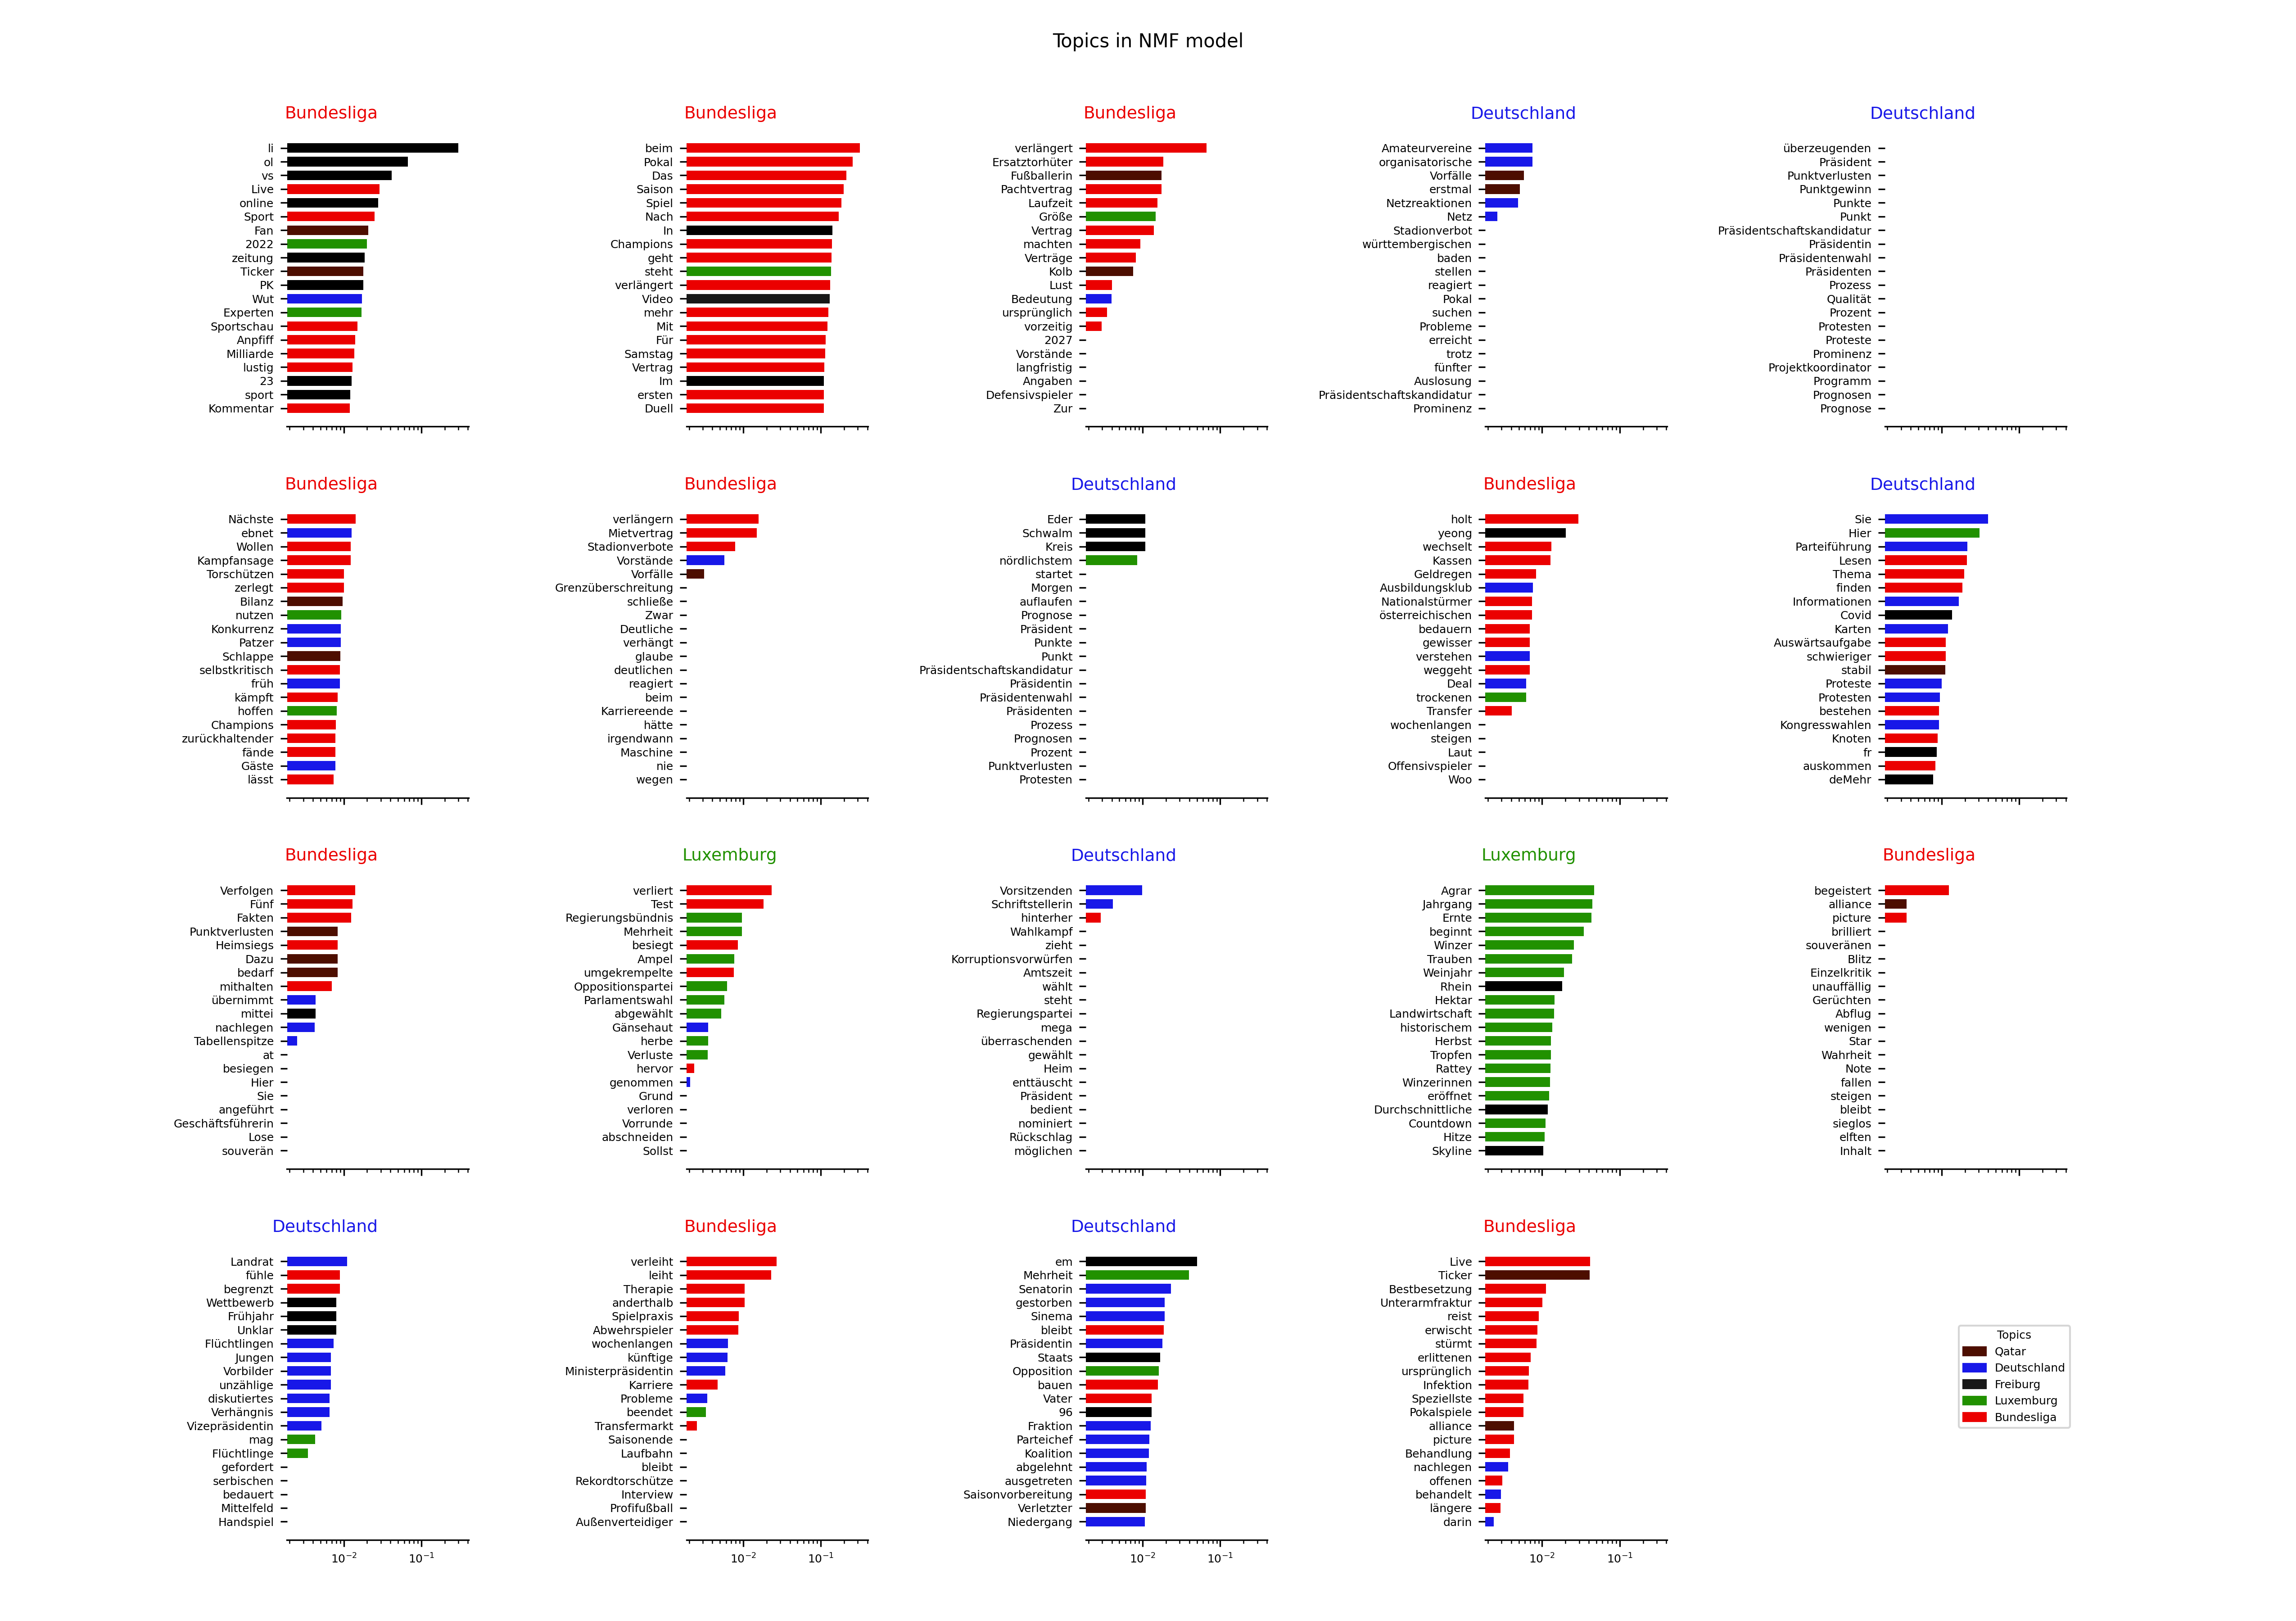 Topics in NMF model
Bundesliga
li
ol
vs
Live
online
Sport
Fan
2022
zeitung
Ticker
PK
Wut
Experten
Sportschau
Anpfiff
Milliarde
lustig
23
sport
Kommentar
Bundesliga
beim
Pokal
Das
Saison
Spiel
Nach
In
Champions
geht
steht
verlängert
Video
mehr
Mit
Für
Samstag
Vertrag
Im
ersten
Duell
Bundesliga
verlängert
Ersatztorhüter
Fußballerin
Pachtvertrag
Laufzeit
Größe
Vertrag
machten
Verträge
Kolb
Lust
Bedeutung
ursprünglich
vorzeitig
2027
Vorstände
langfristig
Angaben
Defensivspieler
Zur
Deutschland
Amateurvereine
organisatorische
Vorfälle
erstmal
Netzreaktionen
Netz
Stadionverbot
württembergischen
baden
stellen
reagiert
Pokal
suchen
Probleme
erreicht
trotz
fünfter
Auslosung
Präsidentschaftskandidatur
Prominenz
Deutschland
überzeugenden
Präsident
Punktverlusten
Punktgewinn
Punkte
Punkt
Präsidentschaftskandidatur
Präsidentin
Präsidentenwahl
Präsidenten
Prozess
Qualität
Prozent
Protesten
Proteste
Prominenz
Projektkoordinator
Programm
Prognosen
Prognose
Bundesliga
Nächste
ebnet
Wollen
Kampfansage
Torschützen
zerlegt
Bilanz
nutzen
Konkurrenz
Patzer
Schlappe
selbstkritisch
früh
kämpft
hoffen
Champions
zurückhaltender
fände
Gäste
lässt
Bundesliga
verlängern
Mietvertrag
Stadionverbote
Vorstände
Vorfälle
Grenzüberschreitung
schließe
Zwar
Deutliche
verhängt
glaube
deutlichen
reagiert
beim
Karriereende
hätte
irgendwann
Maschine
nie
wegen
Deutschland
Eder
Schwalm
Kreis
nördlichstem
startet
Morgen
auflaufen
Prognose
Präsident
Punkte
Punkt
Präsidentschaftskandidatur
Präsidentin
Präsidentenwahl
Präsidenten
Prozess
Prognosen
Prozent
Punktverlusten
Protesten
Bundesliga
holt
yeong
wechselt
Kassen
Geldregen
Ausbildungsklub
Nationalstürmer
österreichischen
bedauern
gewisser
verstehen
weggeht
Deal
trockenen
Transfer
wochenlangen
steigen
Laut
Offensivspieler
Woo
Deutschland
Sie
Hier
Parteiführung
Lesen
Thema
finden
Informationen
Covid
Karten
Auswärtsaufgabe
schwieriger
stabil
Proteste
Protesten
bestehen
Kongresswahlen
Knoten
fr
auskommen
deMehr
Bundesliga
Verfolgen
Fünf
Fakten
Punktverlusten
Heimsiegs
Dazu
bedarf
mithalten
übernimmt
mittei
nachlegen
Tabellenspitze
at
besiegen
Hier
Sie
angeführt
Geschäftsführerin
Lose
souverän
Luxemburg
verliert
Test
Regierungsbündnis
Mehrheit
besiegt
Ampel
umgekrempelte
Oppositionspartei
Parlamentswahl
abgewählt
Gänsehaut
herbe
Verluste
hervor
genommen
Grund
verloren
Vorrunde
abschneiden
Sollst
Deutschland
Vorsitzenden
Schriftstellerin
hinterher
Wahlkampf
zieht
Korruptionsvorwürfen
Amtszeit
wählt
steht
Regierungspartei
mega
überraschenden
gewählt
Heim
enttäuscht
Präsident
bedient
nominiert
Rückschlag
möglichen
Luxemburg
Agrar
Jahrgang
Ernte
beginnt
Winzer
Trauben
Weinjahr
Rhein
Hektar
Landwirtschaft
historischem
Herbst
Tropfen
Rattey
Winzerinnen
eröffnet
Durchschnittliche
Countdown
Hitze
Skyline
Bundesliga
begeistert
alliance
picture
brilliert
souveränen
Blitz
Einzelkritik
unauffällig
Gerüchten
Abflug
wenigen
Star
Wahrheit
Note
fallen
steigen
bleibt
sieglos
elften
Inhalt
Deutschland
Landrat
fühle
begrenzt
Wettbewerb
Frühjahr
Unklar
Flüchtlingen
Jungen
Vorbilder
unzählige
diskutiertes
Verhängnis
Vizepräsidentin
mag
Flüchtlinge
gefordert
serbischen
bedauert
Mittelfeld
Handspiel
10⁻² 10⁻¹
Bundesliga
verleiht
leiht
Therapie
anderthalb
Spielpraxis
Abwehrspieler
wochenlangen
künftige
Ministerpräsidentin
Karriere
Probleme
beendet
Transfermarkt
Saisonende
Laufbahn
bleibt
Rekordtorschütze
Interview
Profifußball
Außenverteidiger
10⁻² 10⁻¹
Deutschland
em
Mehrheit
Senatorin
gestorben
Sinema
bleibt
Präsidentin
Staats
Opposition
bauen
Vater
96
Fraktion
Parteichef
Koalition
abgelehnt
ausgetreten
Saisonvorbereitung
Verletzter
Niedergang
10⁻² 10⁻¹
Bundesliga
Live
Ticker
Bestbesetzung
Unterarmfraktur
reist
erwischt
stürmt
erlittenen
ursprünglich
Infektion
Speziellste
Pokalspiele
alliance
picture
Behandlung
nachlegen
offenen
behandelt
längere
darin
10⁻² 10⁻¹
Topics
Qatar
Deutschland
Freiburg
Luxemburg
Bundesliga